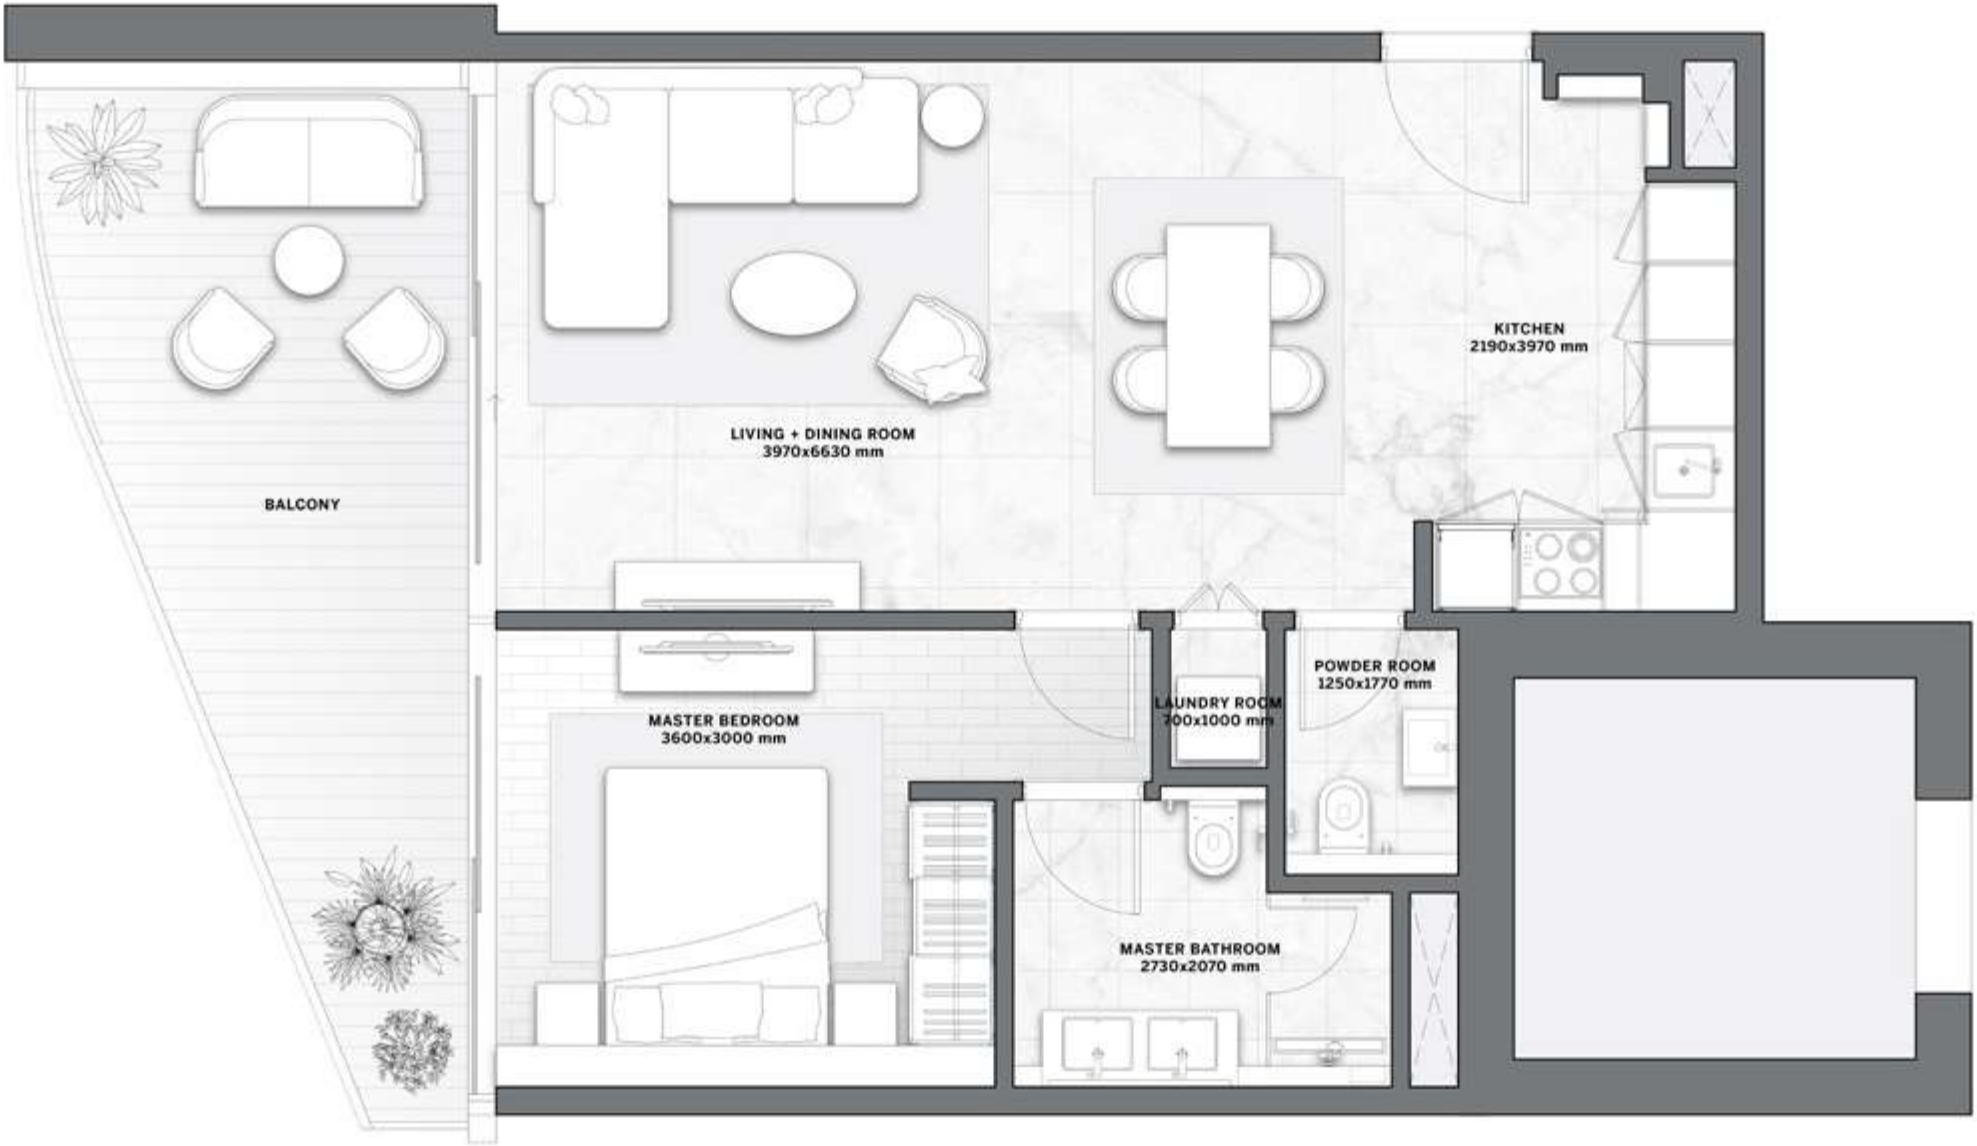 KITCHEN
2190x3970 mm
LIVING + DINING ROOM
3970x6630 mm
BALCONY
POWDER ROOM
1250x1770 mm
LAUNDRY ROOM
700x1000 mm
MASTER BEDROOM
3600x3000 mm
MASTER BATHROOM
2730x2070 mm